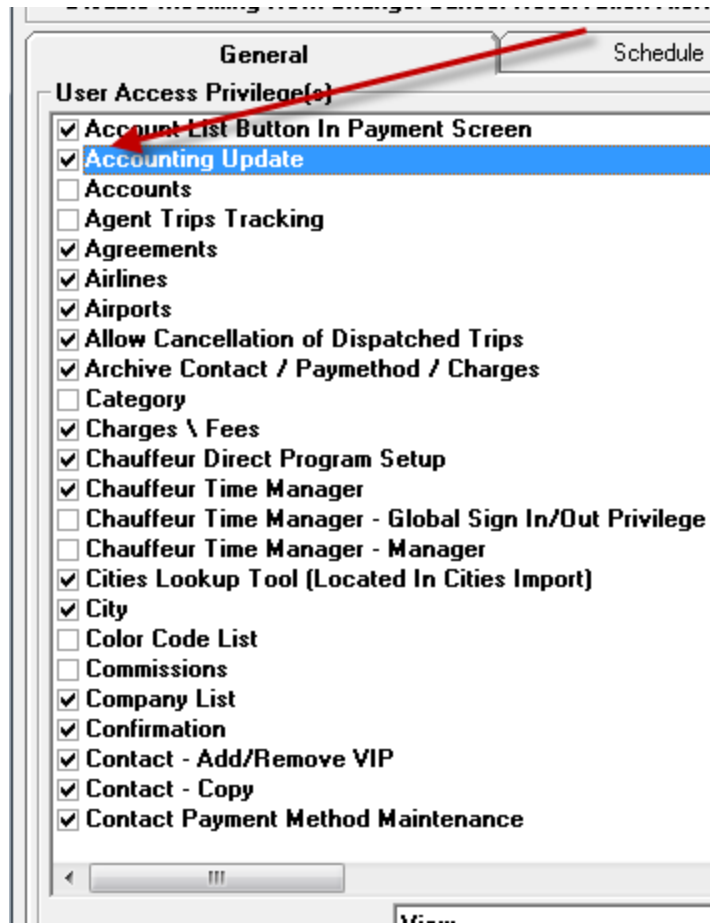 General
Schedule
User Access Privilege(s)
Account List Button In Payment Screen
Accounting Update
Accounts
Agent Trips Tracking
Agreements
Airlines
Airports
Allow Cancellation of Dispatched Trips
Archive Contact / Paymethod / Charges
Category
Charges \ Fees
Chauffeur Direct Program Setup
Chauffeur Time Manager
Chauffeur Time Manager - Global Sign In/Out Privilege
Chauffeur Time Manager - Manager
Cities Lookup Tool (Located In Cities Import)
City
Color Code List
Commissions
Company List
Confirmation
Contact - Add/Remove VIP
Contact - Copy
Contact Payment Method Maintenance
View